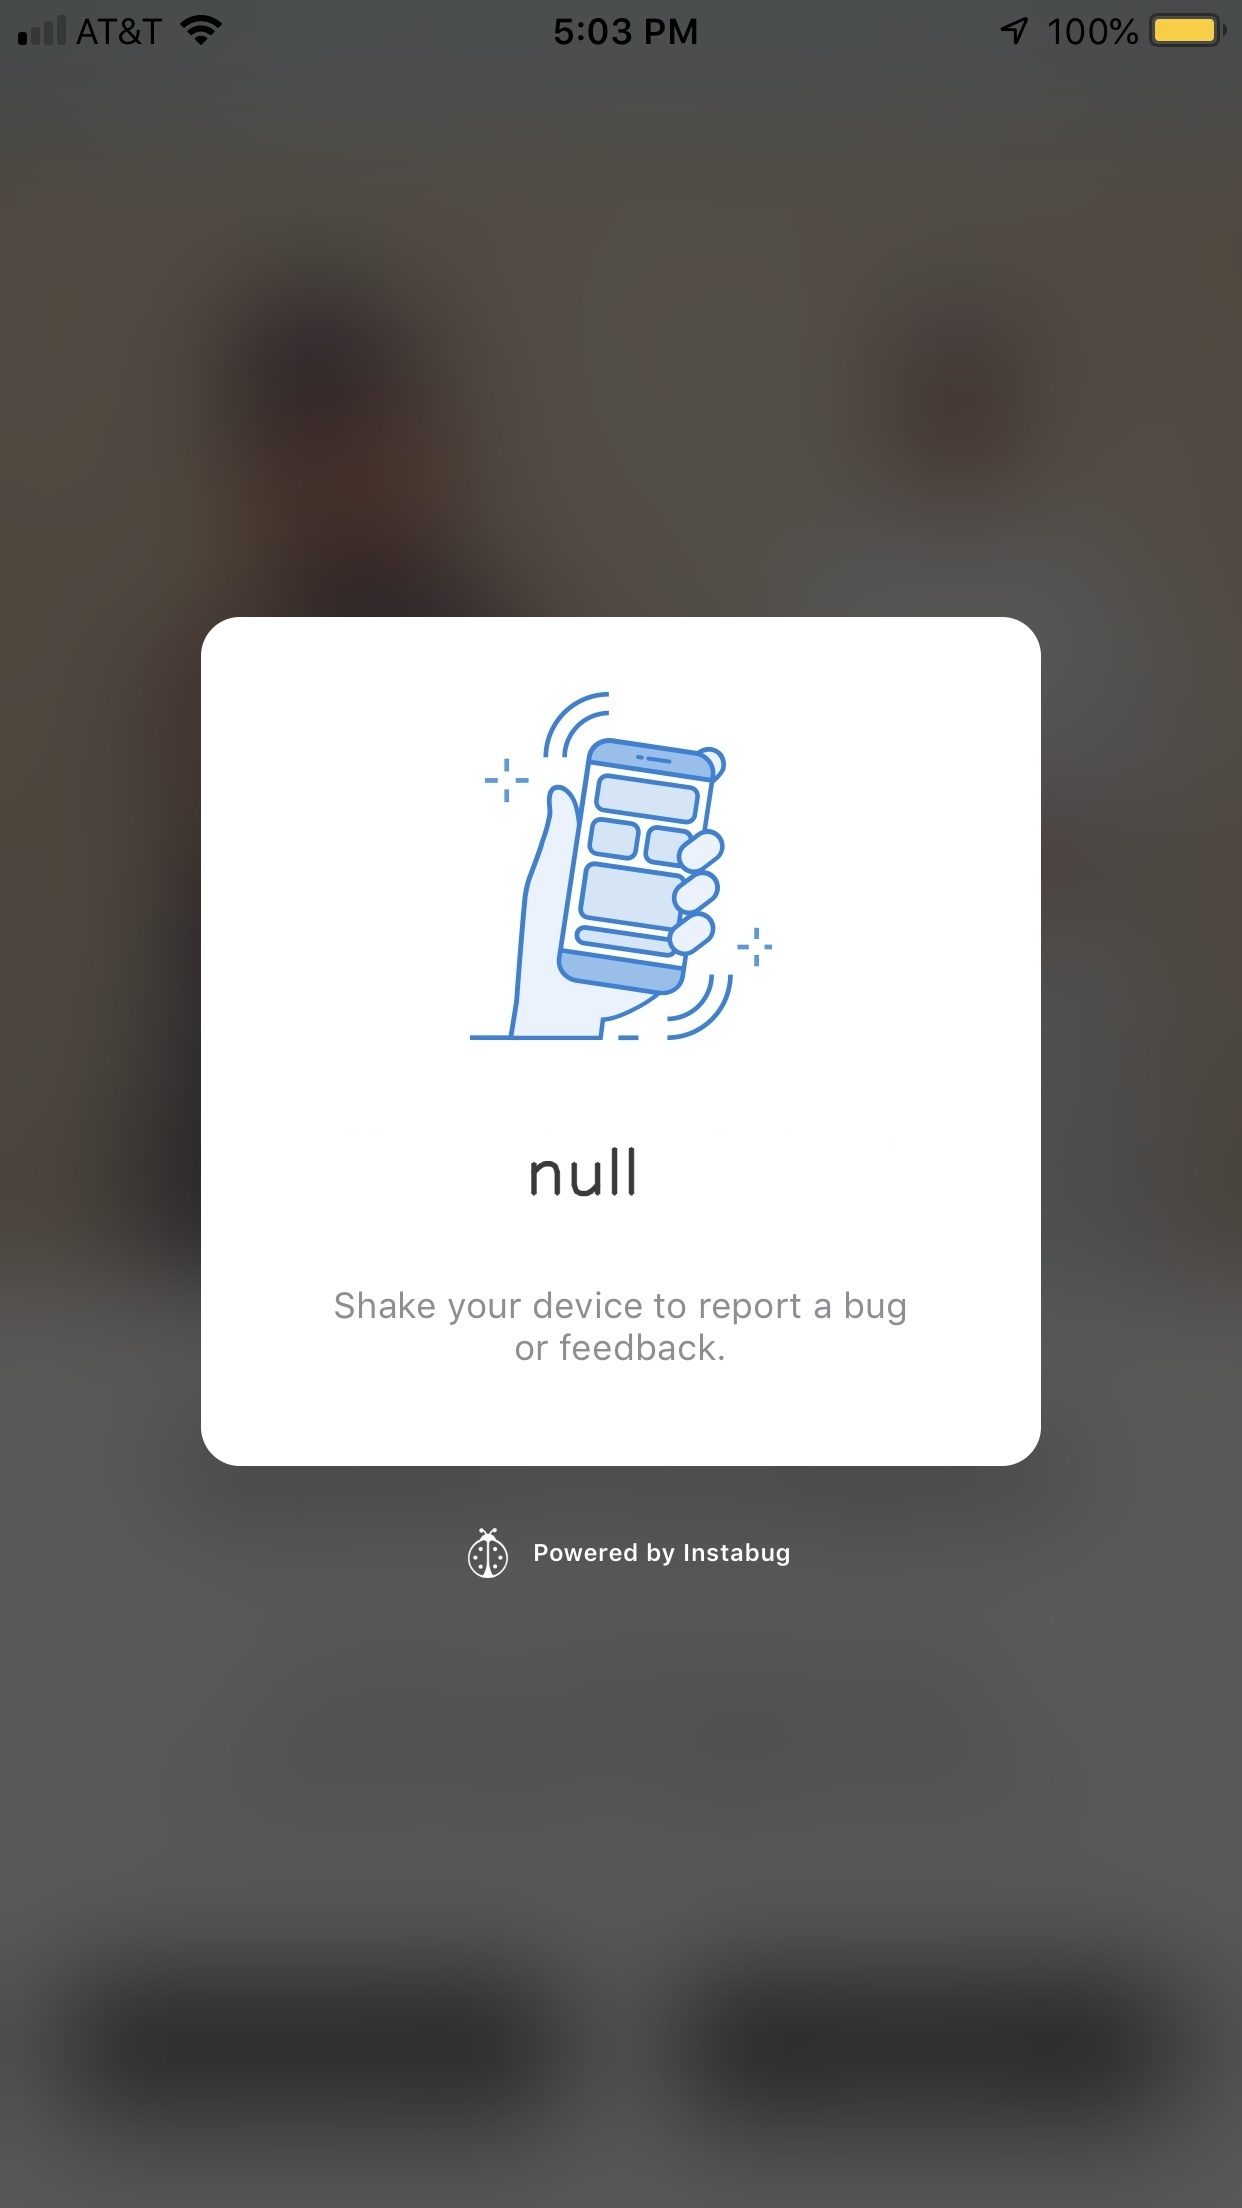 AT&T 5:03 PM 100%
null
Shake your device to report a bug
or feedback.
Powered by Instabug